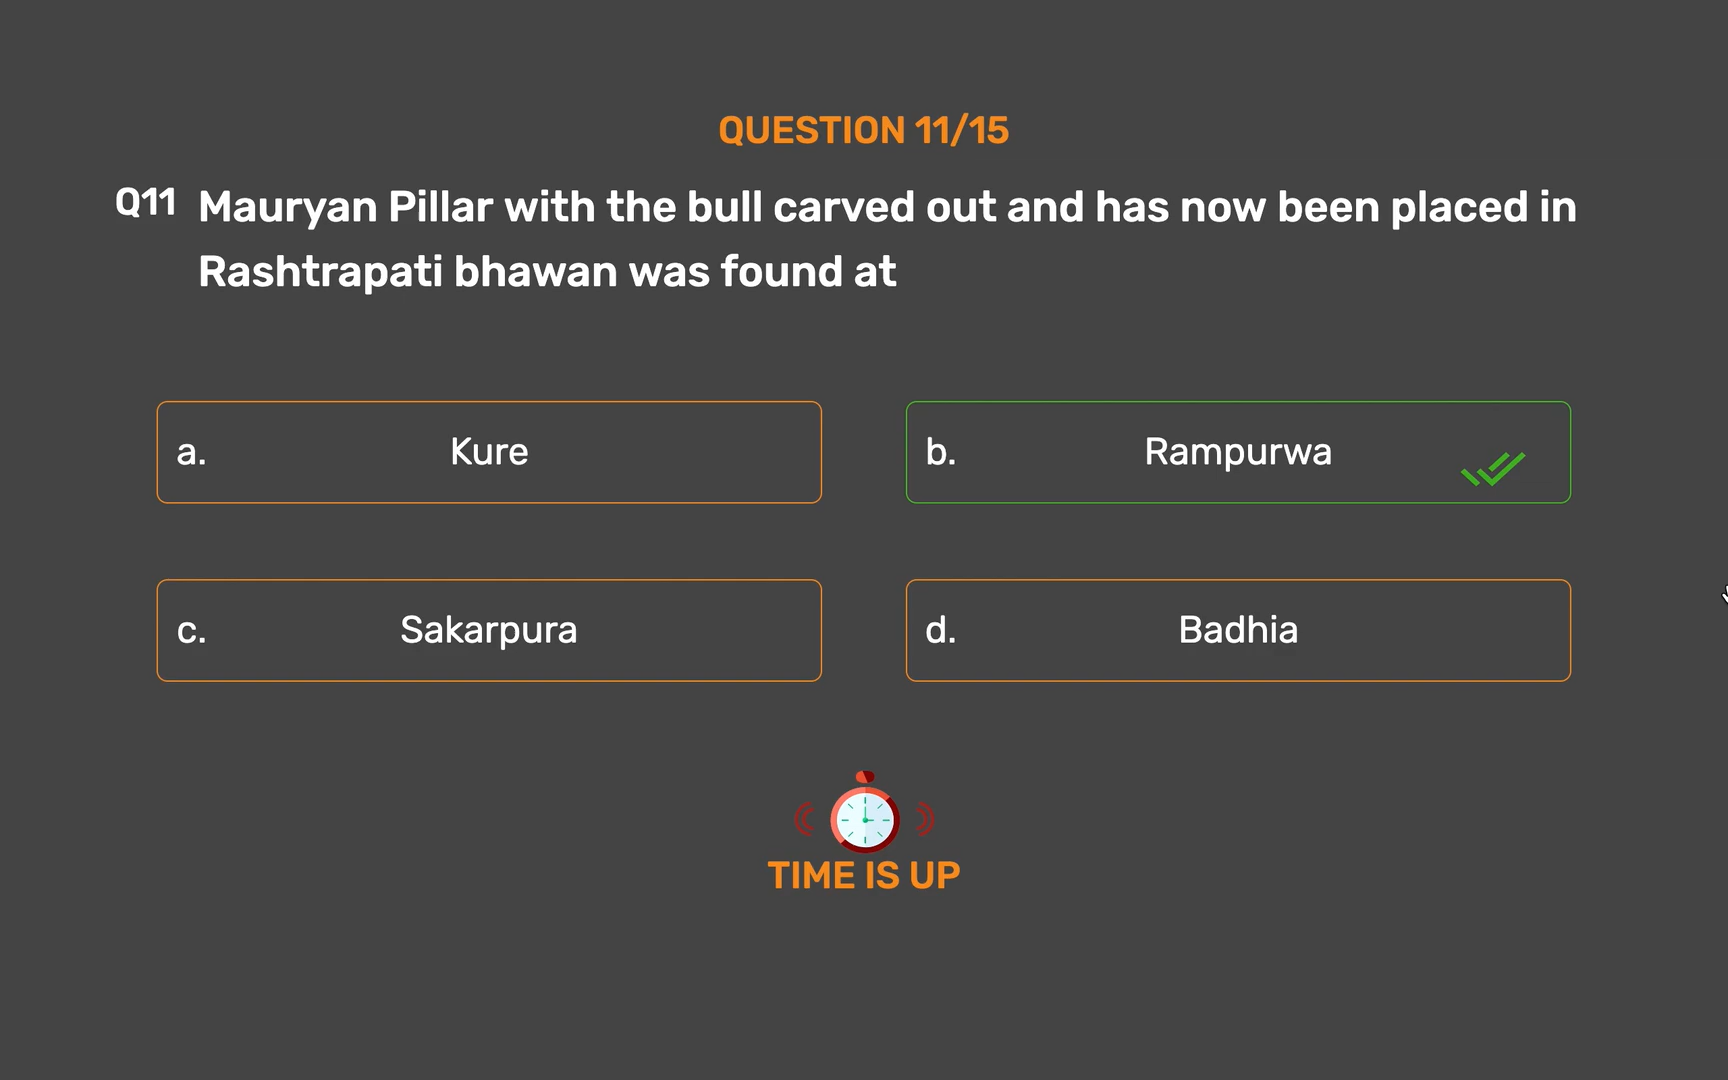 QUESTION 11/15
Q11 Mauryan Pillar with the bull carved out and has now been placed in
Rashtrapati bhawan was found at
a. Kure
b. Rampurwa
c. Sakarpura
d. Badhia
TIME IS UP